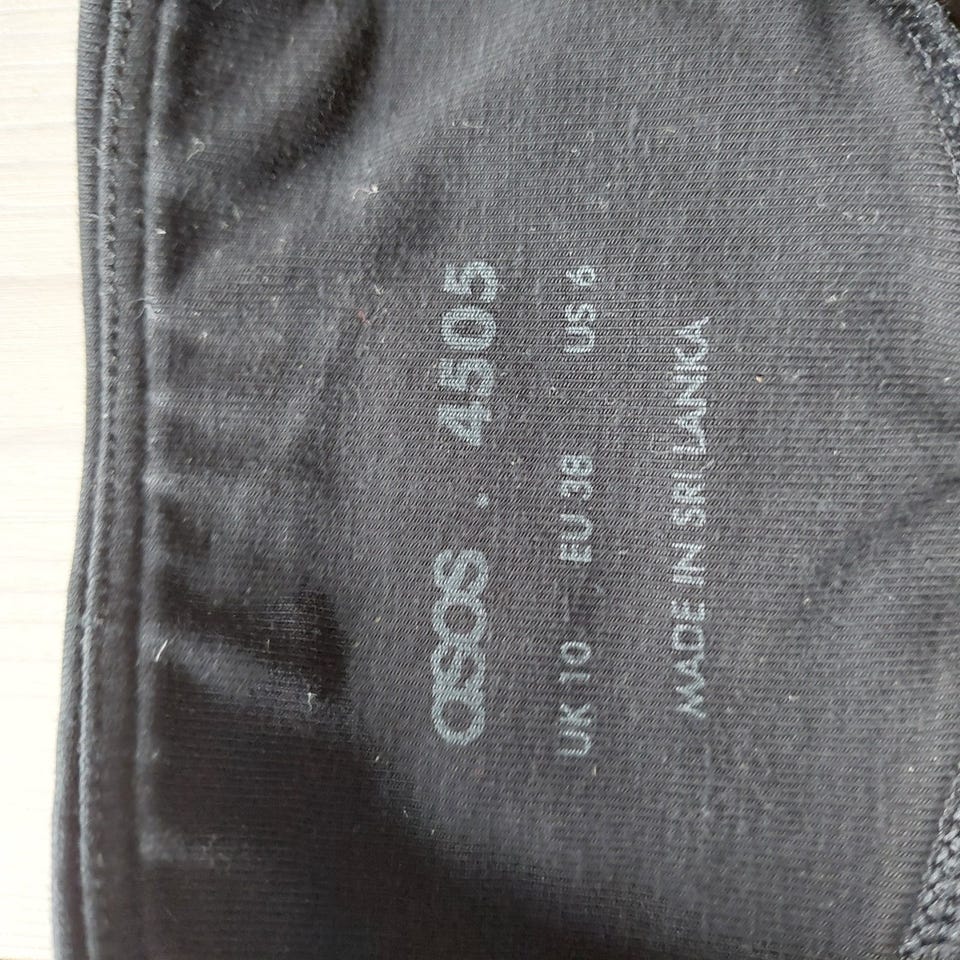 asos . 4505
UK 10 EU 38 US 6
MADE IN SRI LANKA